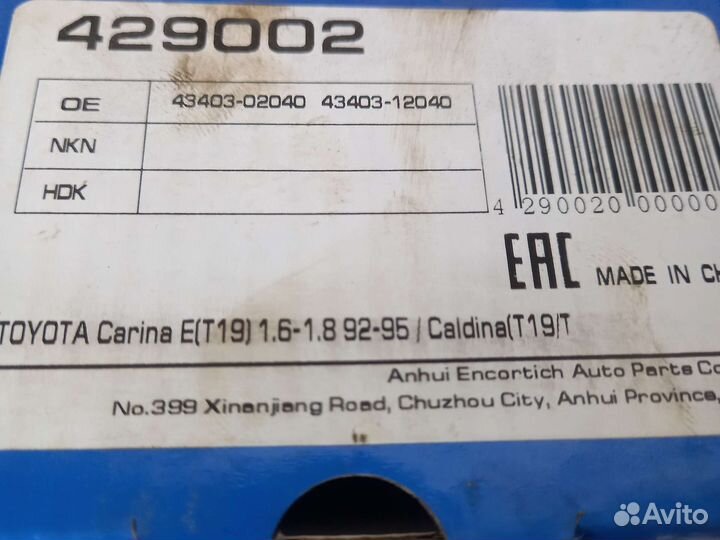 429002
OE 43403-02040 43403-12040
NKN
HDK
4 290020 00000
EAC MADE IN CH
TOYOTA Carina E(T19) 1.6-1.8 92-95 / Caldina(T19)T
Anhui Encortich Auto Parts Co
No.399 Xinanjiang Road, Chuzhou City, Anhui Province,
Avito